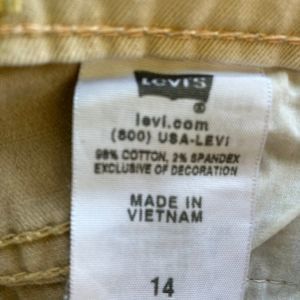 LEVI'S
®
levi.com
(800) USA-LEVI
98% COTTON, 2% SPANDEX
EXCLUSIVE OF DECORATION
MADE IN
VIETNAM
14